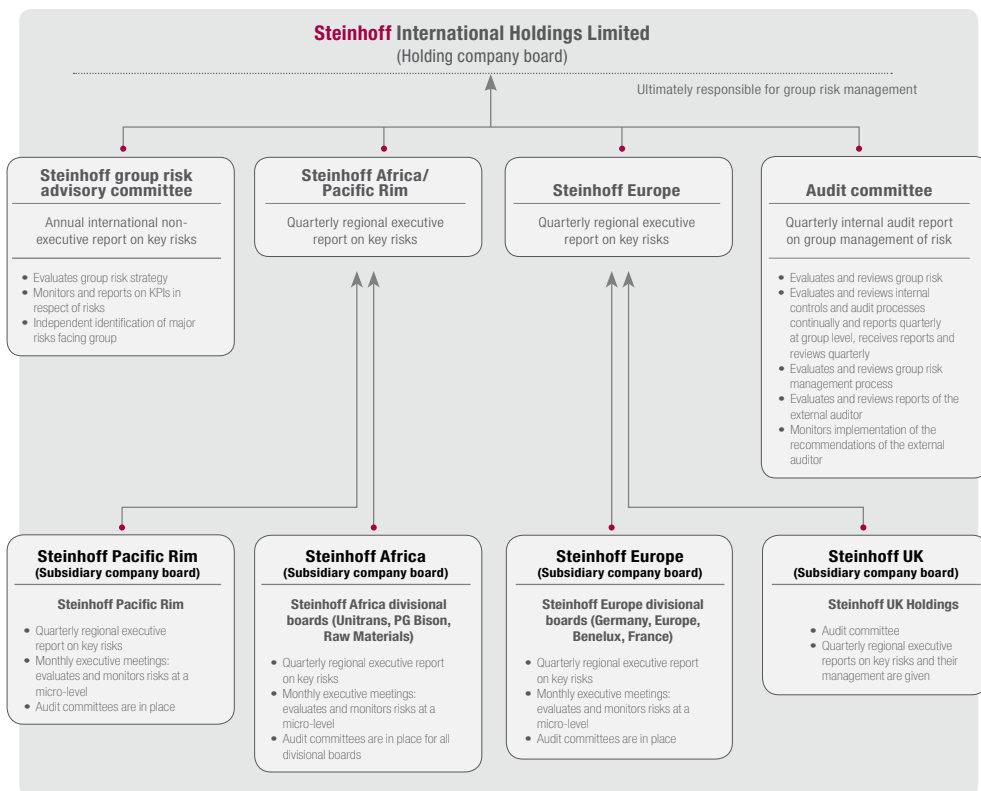 Steinhoff International Holdings Limited
(Holding company board)
Ultimately responsible for group risk management
Steinhoff group risk
advisory committee
Annual international non-
executive report on key risks
• Evaluates group risk strategy
• Monitors and reports on KPIs in
respect of risks
• Independent identification of major
risks facing group
Steinhoff Africa/
Pacific Rim
Quarterly regional executive
report on key risks
Steinhoff Europe
Quarterly regional executive
report on key risks
Audit committee
Quarterly internal audit report
on group management of risk
• Evaluates and reviews group risk
• Evaluates and reviews internal
controls and audit processes
continually and reports quarterly
at group level, receives reports and
reviews quarterly
• Evaluates and reviews group risk
management process
• Evaluates and reviews reports of the
external auditor
• Monitors implementation of the
recommendations of the external
auditor
Steinhoff Pacific Rim
(Subsidiary company board)
Steinhoff Pacific Rim
• Quarterly regional executive
report on key risks
• Monthly executive meetings:
evaluates and monitors risks at a
micro-level
• Audit committees are in place
Steinhoff Africa
(Subsidiary company board)
Steinhoff Africa divisional
boards (Unitrans, PG Bison,
Raw Materials)
• Quarterly regional executive report
on key risks
• Monthly executive meetings:
evaluates and monitors risks at a
micro-level
• Audit committees are in place for all
divisional boards
Steinhoff Europe
(Subsidiary company board)
Steinhoff Europe divisional
boards (Germany, Europe,
Benelux, France)
• Quarterly regional executive report
on key risks
• Monthly executive meetings:
evaluates and monitors risks at a
micro-level
• Audit committees are in place
Steinhoff UK
(Subsidiary company board)
Steinhoff UK Holdings
• Audit committee
• Quarterly regional executive
reports on key risks and their
management are given